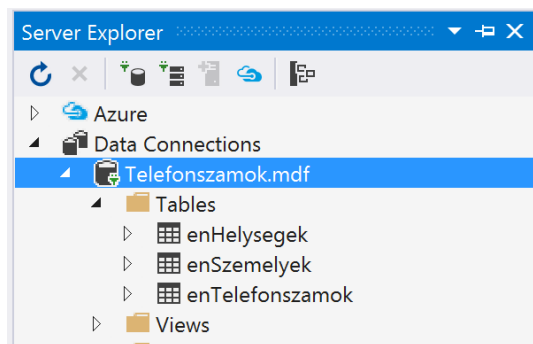 Server Explorer
Azure
Data Connections
Telefonszamok.mdf
Tables
enHelysegek
enSzemelyek
enTelefonszamok
Views